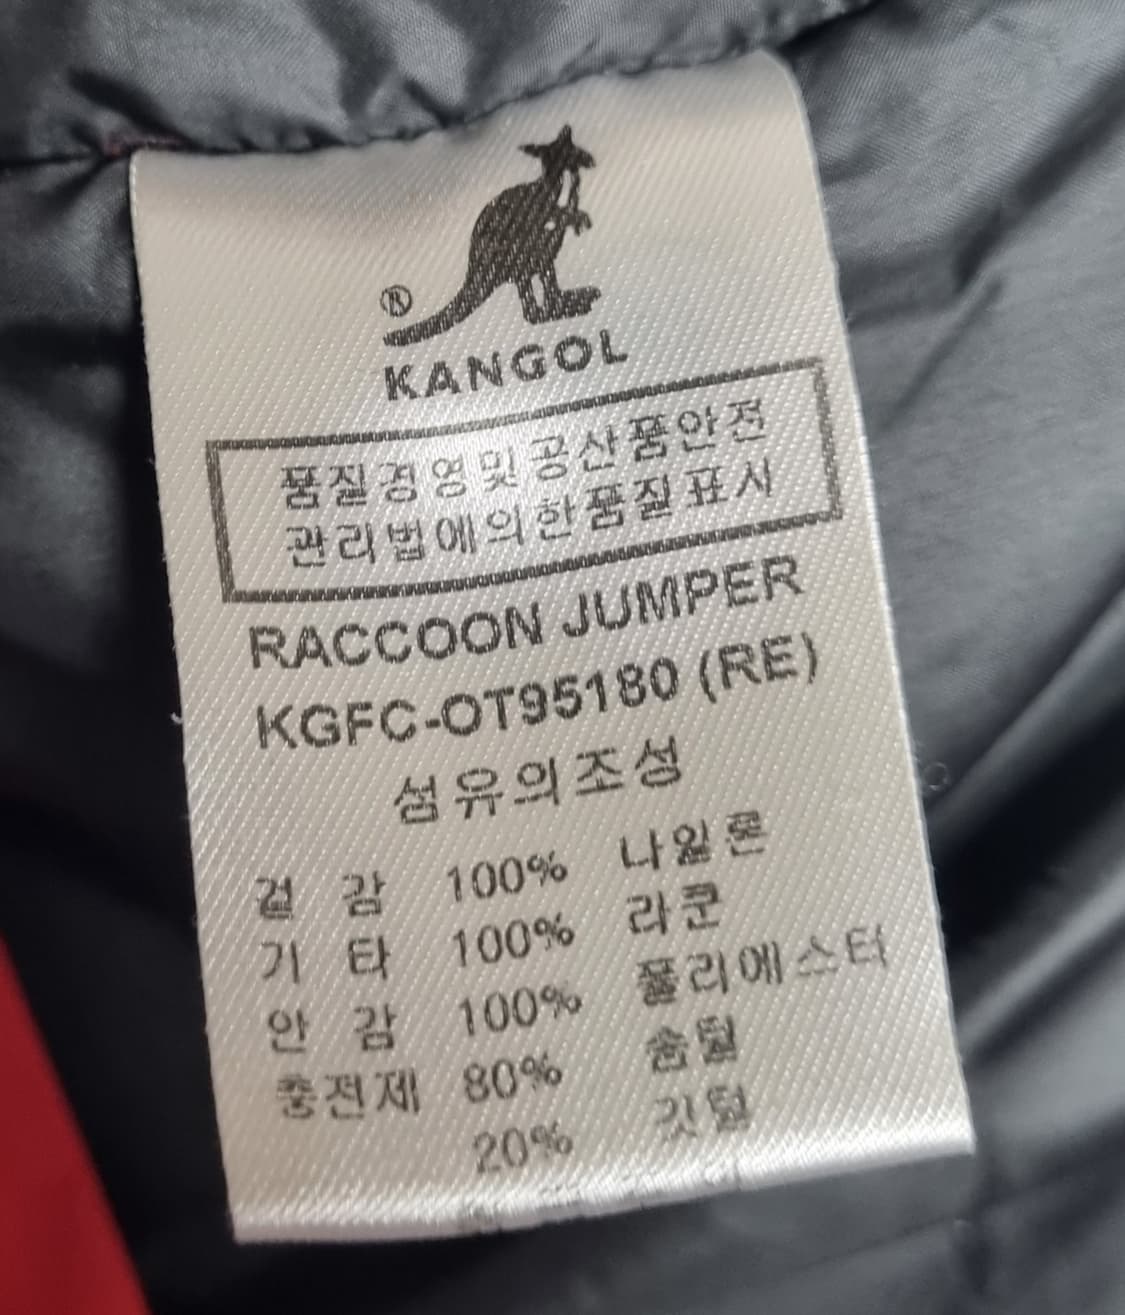 ®
KANGOL
품질경영및공산품안전
관리법에의한품질표시
RACCOON JUMPER
KGFC-OT95180 (RE)
섬유의조성
겉 감 100% 나일론
기 타 100% 라쿤
안 감 100% 폴리에스터
충전제 80% 솜털
20% 깃털